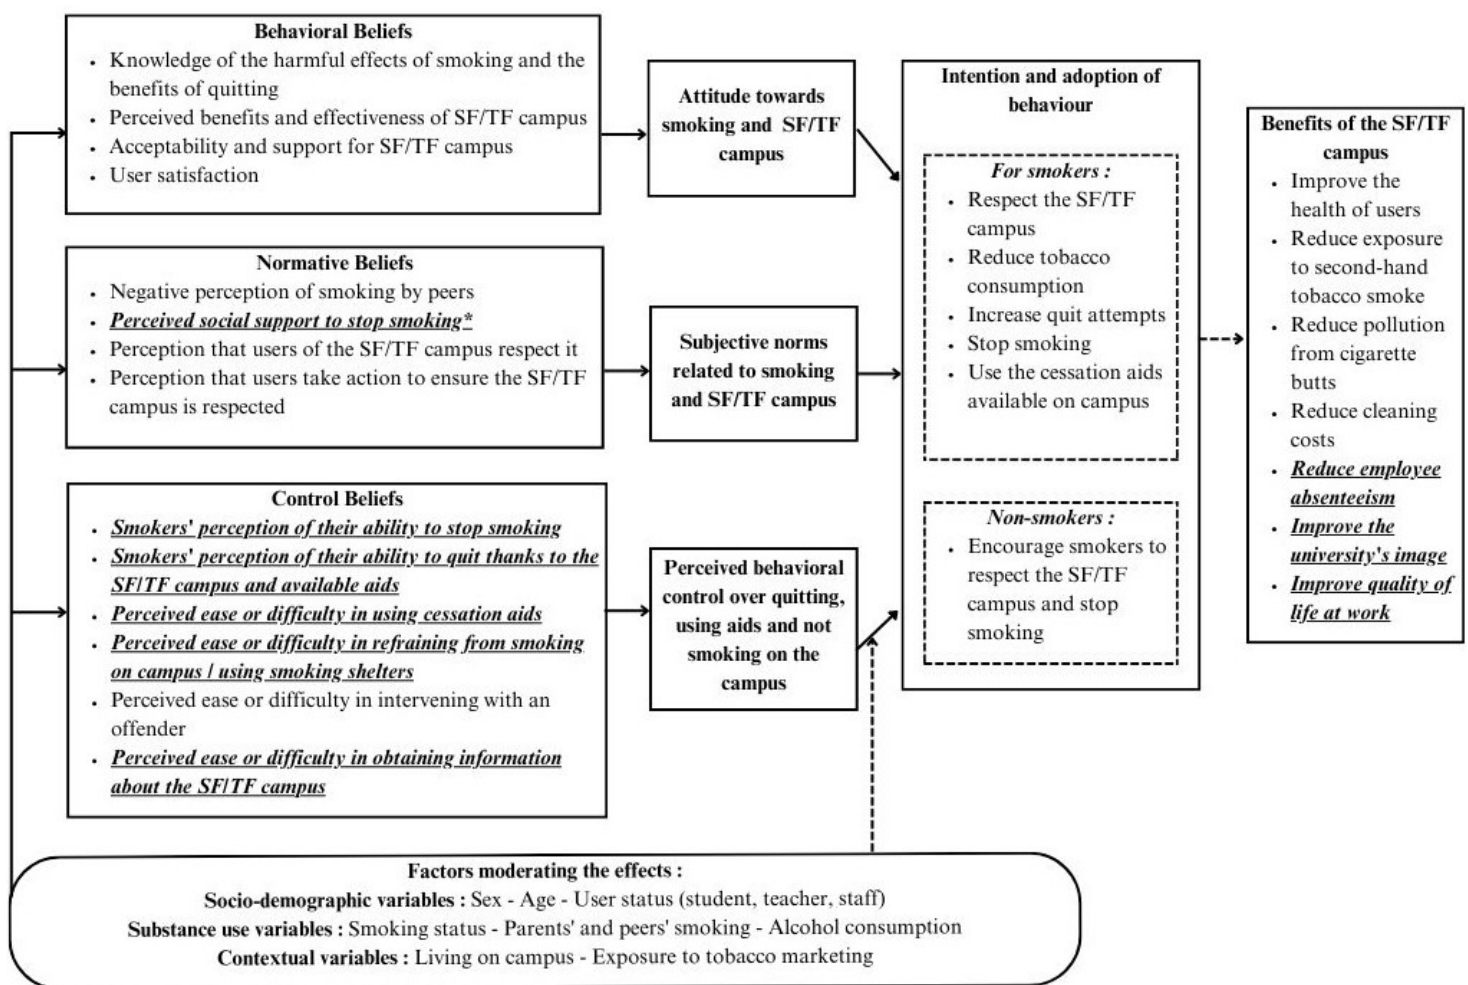 Behavioral Beliefs
• Knowledge of the harmful effects of smoking and the
benefits of quitting
• Perceived benefits and effectiveness of SF/TF campus
• Acceptability and support for SF/TF campus
• User satisfaction
Normative Beliefs
• Negative perception of smoking by peers
• Perceived social support to stop smoking*
• Perception that users of the SF/TF campus respect it
• Perception that users take action to ensure the SF/TF
campus is respected
Control Beliefs
• Smokers' perception of their ability to stop smoking
• Smokers' perception of their ability to quit thanks to the
SF/TF campus and available aids
• Perceived ease or difficulty in using cessation aids
• Perceived ease or difficulty in refraining from smoking
on campus / using smoking shelters
• Perceived ease or difficulty in intervening with an
offender
• Perceived ease or difficulty in obtaining information
about the SF/TF campus
Attitude towards
smoking and SF/TF
campus
Subjective norms
related to smoking
and SF/TF campus
Perceived behavioral
control over quitting,
using aids and not
smoking on the
campus
Intention and adoption of
behaviour
For smokers :
• Respect the SF/TF
campus
• Reduce tobacco
consumption
• Increase quit attempts
• Stop smoking
• Use the cessation aids
available on campus
Non-smokers :
• Encourage smokers to
respect the SF/TF
campus and stop
smoking
Benefits of the SF/TF
campus
• Improve the
health of users
• Reduce exposure
to second-hand
tobacco smoke
• Reduce pollution
from cigarette
butts
• Reduce cleaning
costs
• Reduce employee
absenteeism
• Improve the
university's image
• Improve quality of
life at work
Factors moderating the effects :
Socio-demographic variables : Sex - Age - User status (student, teacher, staff)
Substance use variables : Smoking status - Parents' and peers' smoking - Alcohol consumption
Contextual variables : Living on campus - Exposure to tobacco marketing